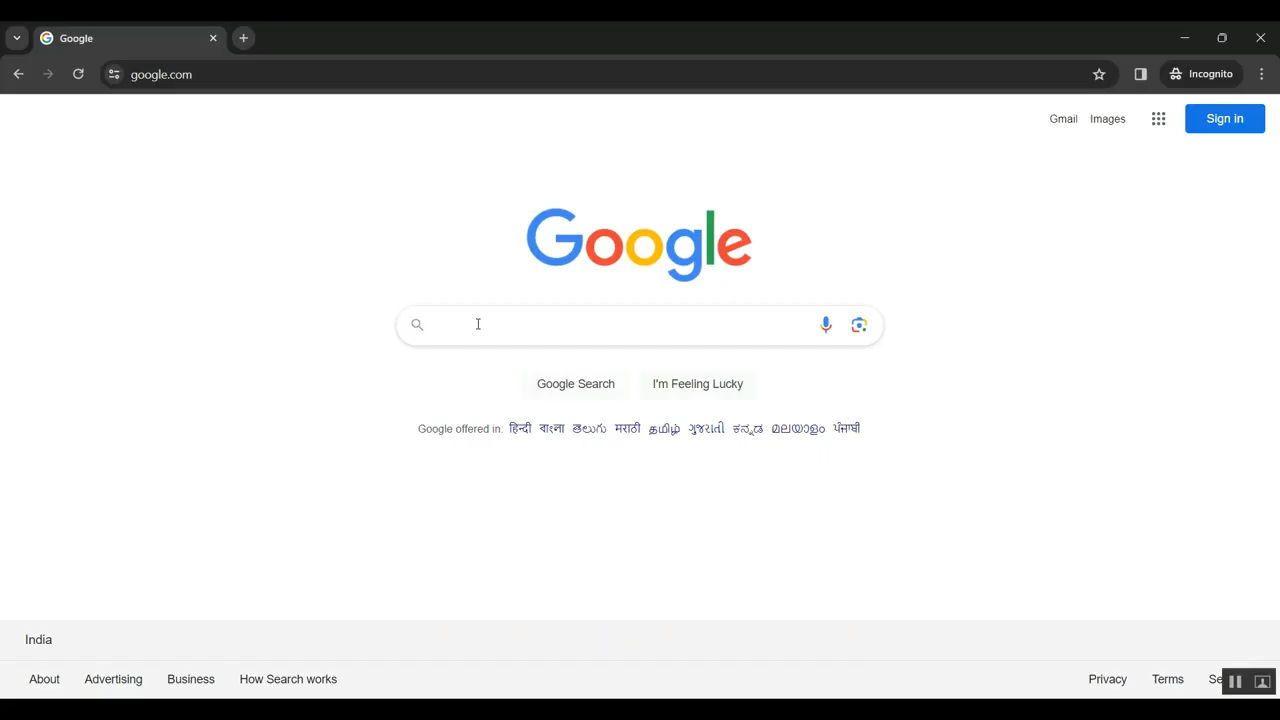 Google
google.com
Incognito
Gmail Images Sign in
Google
Google Search I'm Feeling Lucky
Google offered in: हिन्दी বাংলা తెలుగు मराठी தமிழ் ગુજરાતી ಕನ್ನಡ മലയാളം ਪੰਜਾਬੀ
India
About Advertising Business How Search works Privacy Terms Se